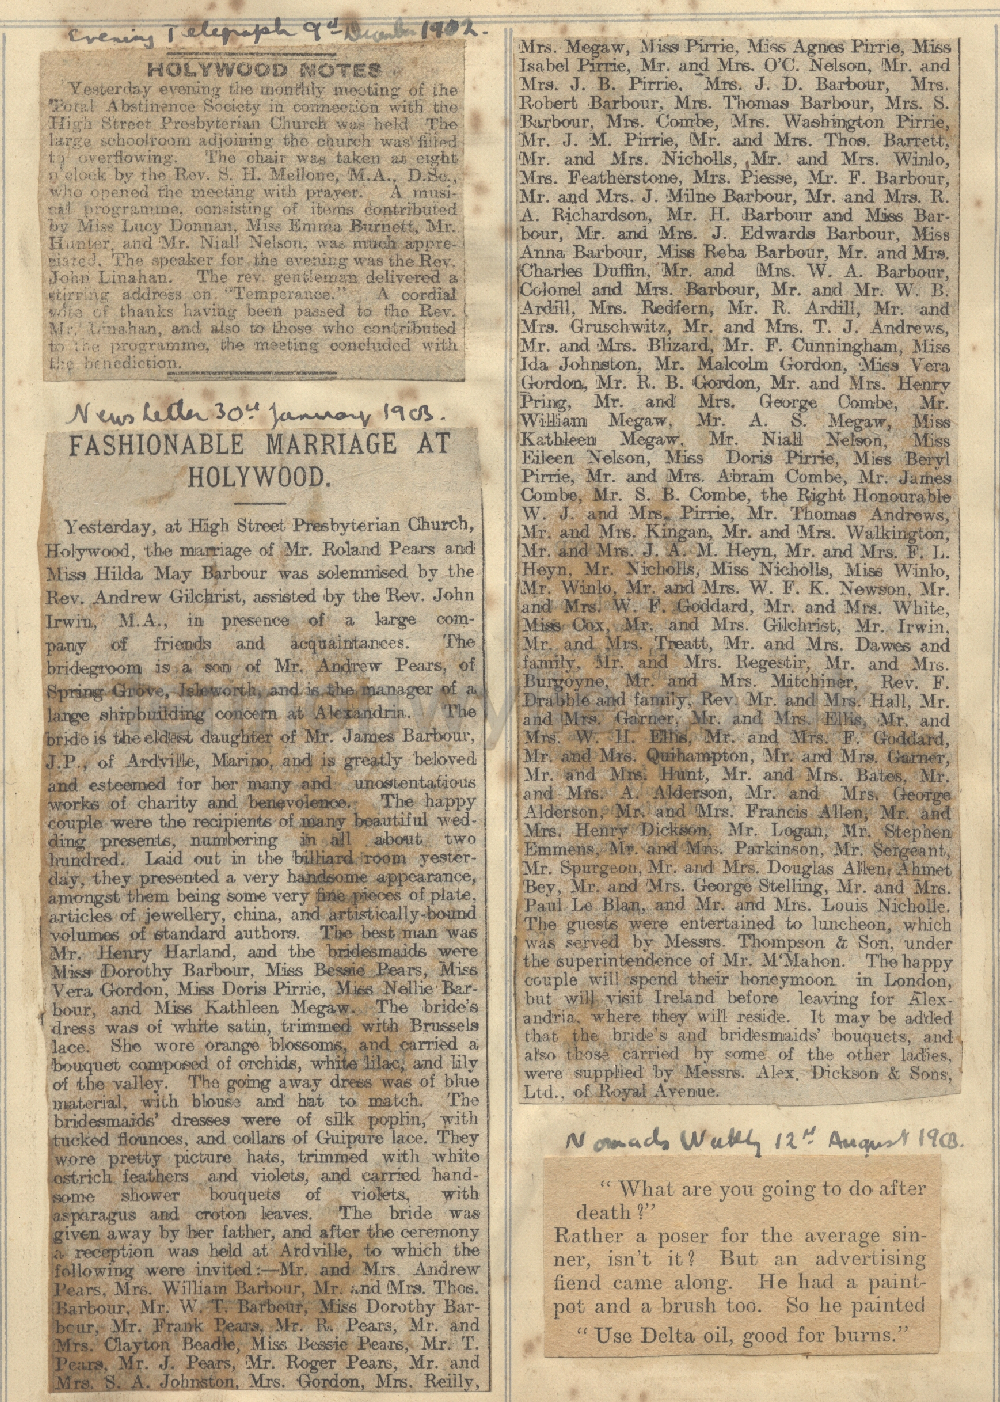 Evening Telegraph 9th December 1902.
HOLYWOOD NOTES
Yesterday evening the monthly meeting of the
Total Abstinence Society in connection with the
High Street Presbyterian Church was held. The
large schoolroom adjoining the church was filled
to overflowing. The chair was taken at eight
o'clock by the Rev. S. H. Mellone, M.A., D.Sc.,
who opened the meeting with prayer. A musi-
cal programme, consisting of items contributed
by Miss Lucy Donnan, Miss Emma Burnett, Mr.
Hunter, and Mr. Niall Nelson, was much appre-
ciated. The speaker for the evening was the Rev.
John Linahan. The rev. gentleman delivered a
stirring address on "Temperance." A cordial
vote of thanks having been passed to the Rev.
Mr. Linahan, and also to those who contributed
to the programme, the meeting concluded with
the benediction.
News Letter 30th January 1903.
FASHIONABLE MARRIAGE AT
HOLYWOOD.
Yesterday, at High Street Presbyterian Church,
Holywood, the marriage of Mr. Roland Pears and
Miss Hilda May Barbour was solemnised by the
Rev. Andrew Gilchrist, assisted by the Rev. John
Irwin, M.A., in presence of a large com-
pany of friends and acquaintances. The
bridegroom is a son of Mr. Andrew Pears, of
Spring Grove, Isleworth, and is the manager of a
large shipbuilding concern at Alexandria. The
bride is the eldest daughter of Mr. James Barbour,
J.P., of Ardville, Marino, and is greatly beloved
and esteemed for her many and unostentatious
works of charity and benevolence. The happy
couple were the recipients of many beautiful wed-
ding presents, numbering in all about two
hundred. Laid out in the billiard room yester-
day, they presented a very handsome appearance,
amongst them being some very fine pieces of plate,
articles of jewellery, china, and artistically-bound
volumes of standard authors. The best man was
Mr. Henry Harland, and the bridesmaids were
Miss Dorothy Barbour, Miss Bessie Pears, Miss
Vera Gordon, Miss Doris Pirrie, Miss Nellie Bar-
bour, and Miss Kathleen Megaw. The bride's
dress was of white satin, trimmed with Brussels
lace. She wore orange blossoms, and carried a
bouquet composed of orchids, white lilac, and lily
of the valley. The going away dress was of blue
material, with blouse and hat to match. The
bridesmaids' dresses were of silk poplin, with
tucked flounces, and collars of Guipure lace. They
wore pretty picture hats, trimmed with white
ostrich feathers and violets, and carried hand-
some shower bouquets of violets, with
asparagus and croton leaves. The bride was
given away by her father, and after the ceremony
a reception was held at Ardville, to which the
following were invited:—Mr. and Mrs. Andrew
Pears, Mrs. William Barbour, Mr. and Mrs. Thos.
Barbour, Mr. W. T. Barbour, Miss Dorothy Bar-
bour, Mr. Frank Pears, Mr. R. Pears, Mr. and
Mrs. Clayton Beadle, Miss Bessie Pears, Mr. T.
Pears, Mr. J. Pears, Mr. Roger Pears, Mr. and
Mrs. S. A. Johnston, Mrs. Gordon, Mrs. Reilly,
Mrs. Megaw, Miss Pirrie, Miss Agnes Pirrie, Miss
Isabel Pirrie, Mr. and Mrs. O'C. Nelson, Mr. and
Mrs. J. B. Pirrie, Mrs. J. D. Barbour, Mrs.
Robert Barbour, Mrs. Thomas Barbour, Mrs. S.
Barbour, Mrs. Combe, Mrs. Washington Pirrie,
Mr. J. M. Pirrie, Mr. and Mrs. Thos. Barrett,
Mr. and Mrs. Nicholls, Mr. and Mrs. Winlo,
Mrs. Featherstone, Mrs. Piesse, Mr. F. Barbour,
Mr. and Mrs. J. Milne Barbour, Mr. and Mrs. R.
A. Richardson, Mr. H. Barbour and Miss Bar-
bour, Mr. and Mrs. J. Edwards Barbour, Miss
Anna Barbour, Miss Reba Barbour, Mr. and Mrs.
Charles Duffin, Mr. and Mrs. W. A. Barbour,
Colonel and Mrs. Barbour, Mr. and Mr. W. B.
Ardill, Mrs. Redfern, Mr. R. Ardill, Mr. and
Mrs. Gruschwitz, Mr. and Mrs. T. J. Andrews,
Mr. and Mrs. Blizard, Mr. F. Cunningham, Miss
Ida Johnston, Mr. Malcolm Gordon, Miss Vera
Gordon, Mr. R. B. Gordon, Mr. and Mrs. Henry
Pring, Mr. and Mrs. George Combe, Mr.
William Megaw, Mr. A. S. Megaw, Miss
Kathleen Megaw, Mr. Niall Nelson, Miss
Eileen Nelson, Miss Doris Pirrie, Miss Beryl
Pirrie, Mr. and Mrs. Abram Combe, Mr. James
Combe, Mr. S. B. Combe, the Right Honourable
W. J. and Mrs. Pirrie, Mr. Thomas Andrews,
Mr. and Mrs. Kingan, Mr. and Mrs. Walkington,
Mr. and Mrs. J. A. M. Heyn, Mr. and Mrs. F. L.
Heyn, Mr. Nicholls, Miss Nicholls, Miss Winlo,
Mr. Winlo, Mr. and Mrs. W. F. K. Newson, Mr.
and Mrs. W. F. Goddard, Mr. and Mrs. White,
Miss Cox, Mr. and Mrs. Gilchrist, Mr. Irwin,
Mr. and Mrs. Treatt, Mr. and Mrs. Dawes and
family, Mr. and Mrs. Regestir, Mr. and Mrs.
Burgoyne, Mr. and Mrs. Mitchiner, Rev. F.
Drabble and family, Rev. Mr. and Mrs. Hall, Mr.
and Mrs. Garner, Mr. and Mrs. Ellis, Mr. and
Mrs. W. H. Ellis, Mr. and Mrs. F. Goddard,
Mr. and Mrs. Quihampton, Mr. and Mrs. Garner,
Mr. and Mrs. Hunt, Mr. and Mrs. Bates, Mr.
and Mrs. A. Alderson, Mr. and Mrs. George
Alderson, Mr. and Mrs. Francis Allen, Mr. and
Mrs. Henry Dickson, Mr. Logan, Mr. Stephen
Emmens, Mr. and Mrs. Parkinson, Mr. Sergeant,
Mr. Spurgeon, Mr. and Mrs. Douglas Allen, Ahmet
Bey, Mr. and Mrs. George Stelling, Mr. and Mrs.
Paul Le Blan, and Mr. and Mrs. Louis Nicholle.
The guests were entertained to luncheon, which
was served by Messrs. Thompson & Son, under
the superintendence of Mr. M'Mahon. The happy
couple will spend their honeymoon in London,
but will visit Ireland before leaving for Alex-
andria, where they will reside. It may be added
that the bride's and bridesmaids' bouquets, and
also those carried by some of the other ladies,
were supplied by Messrs. Alex. Dickson & Sons,
Ltd., of Royal Avenue.
Nomads Weekly 12th August 1903.
"What are you going to do after
death?"
Rather a poser for the average sin-
ner, isn't it? But an advertising
fiend came along. He had a paint-
pot and a brush too. So he painted
"Use Delta oil, good for burns."